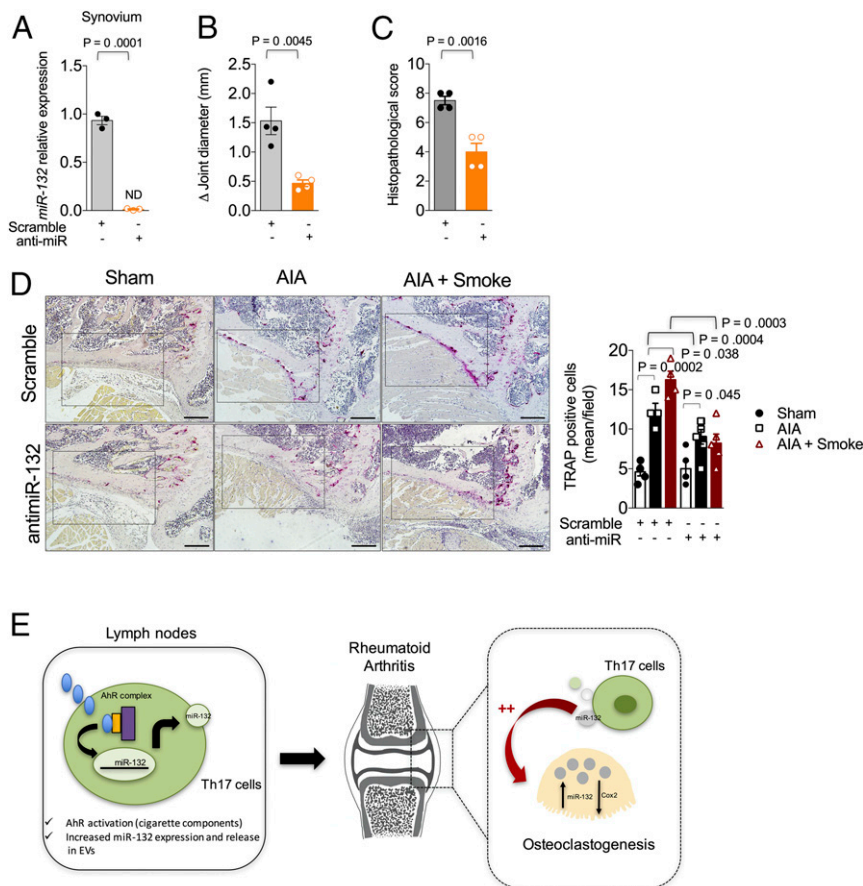 A
Synovium
P = 0 .0001
miR-132 relative expression
1.5
1.0
0.5
0.0
ND
Scramble + -
anti-miR - +
B
P = 0 .0045
Δ Joint diameter (mm)
2.5
2.0
1.5
1.0
0.5
0.0
+ -
- +
C
P = 0 .0016
Histopathological score
10
8
6
4
2
0
+ -
- +
D
Sham
AIA
AIA + Smoke
Scramble
antimiR-132
P = 0 .0003
P = 0 .0004
P = 0 .038
P = 0 .0002
P = 0 .045
TRAP positive cells
(mean/field)
20
15
10
5
0
Sham
AIA
AIA + Smoke
Scramble + + + - - -
anti-miR - - - + + +
E
Lymph nodes
AhR complex
miR-132
miR-132
Th17 cells
✓ AhR activation (cigarette components)
✓ Increased miR-132 expression and release
in EVs
Rheumatoid
Arthritis
Th17 cells
++
miR-132
miR-132
Cox2
Osteoclastogenesis